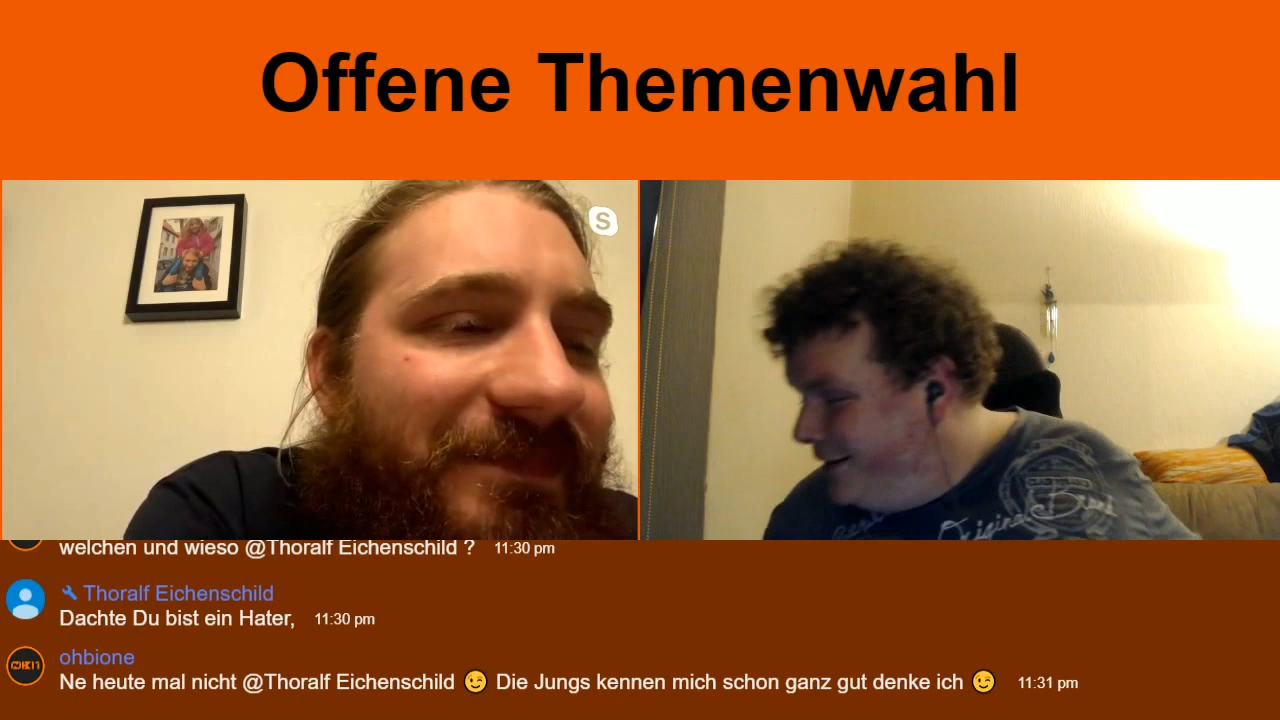 Offene Themenwahl
S
Original Brand
welchen und wieso @Thoralf Eichenschild ? 11:30 pm
Thoralf Eichenschild
Dachte Du bist ein Hater, 11:30 pm
ohbione
Ne heute mal nicht @Thoralf Eichenschild 😉 Die Jungs kennen mich schon ganz gut denke ich 😉 11:31 pm